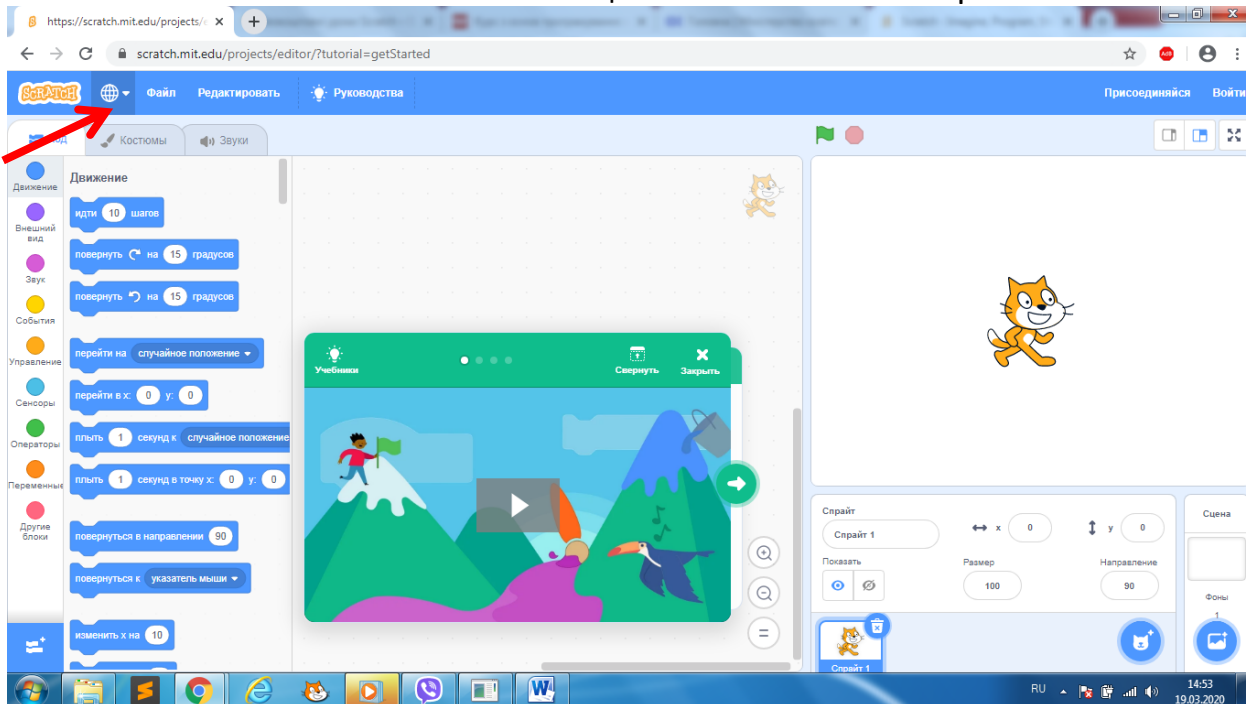 https://scratch.mit.edu/projects/
scratch.mit.edu/projects/editor/?tutorial=getStarted
SCRATCH Файл Редактировать Руководства Присоединяйся Войти
Костюмы Звуки
Движение
Внешний
вид
Звук
События
Управление
Сенсоры
Операторы
Переменные
Другие
блоки
Движение
идти 10 шагов
повернуть на 15 градусов
повернуть на 15 градусов
перейти на случайное положение
перейти в x: 0 y: 0
плыть 1 секунд к случайное положение
плыть 1 секунд в точку x: 0 y: 0
повернуться в направлении 90
повернуться к указатель мыши
изменить x на 10
Учебники Свернуть Закрыть
Спрайт
Спрайт 1 x 0 y 0
Показать Размер Направление
100 90
Спрайт 1
Сцена
Фоны
1
RU 14:53
19.03.2020